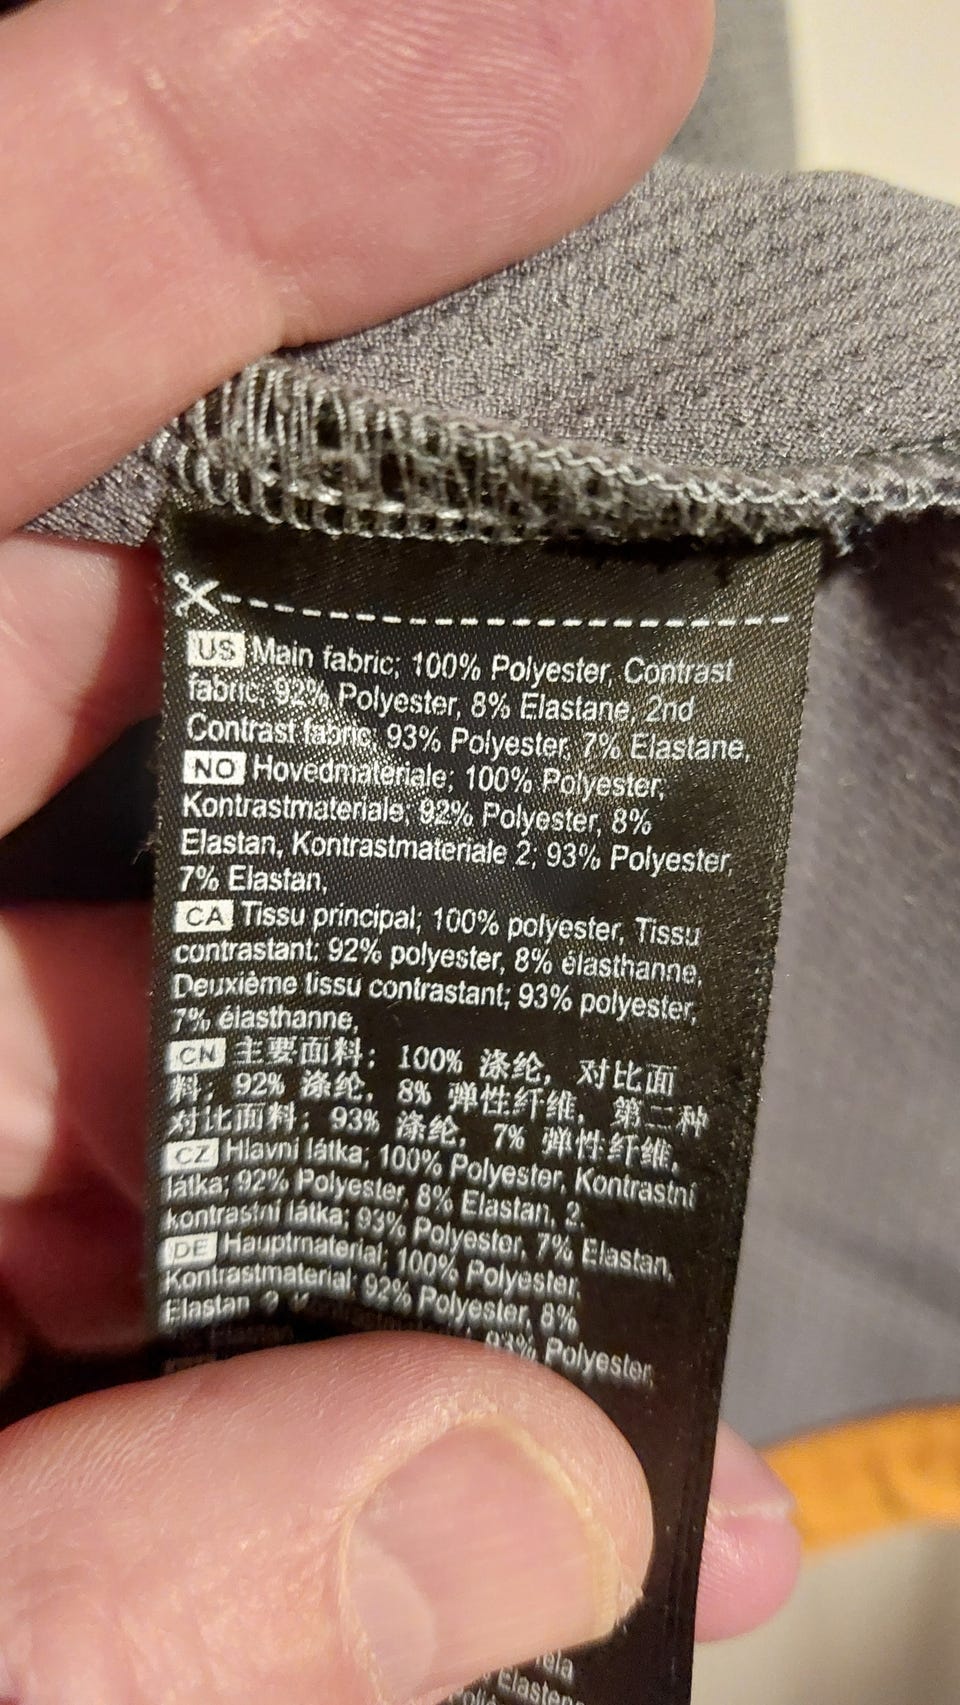 US Main fabric; 100% Polyester, Contrast
fabric; 92% Polyester, 8% Elastane, 2nd
Contrast fabric; 93% Polyester, 7% Elastane,
NO Hovedmateriale; 100% Polyester,
Kontrastmateriale; 92% Polyester, 8%
Elastan, Kontrastmateriale 2; 93% Polyester,
7% Elastan,
CA Tissu principal; 100% polyester, Tissu
contrastant; 92% polyester, 8% élasthanne,
Deuxième tissu contrastant; 93% polyester,
7% élasthanne,
CN 主要面料; 100% 涤纶, 对比面
料; 92% 涤纶, 8% 弹性纤维, 第二种
对比面料; 93% 涤纶, 7% 弹性纤维,
CZ Hlavní látka; 100% Polyester, Kontrastní
látka; 92% Polyester, 8% Elastan, 2.
kontrastní látka; 93% Polyester, 7% Elastan,
DE Hauptmaterial; 100% Polyester,
Kontrastmaterial; 92% Polyester, 8%
Elastan, 2.
93% Polyester,